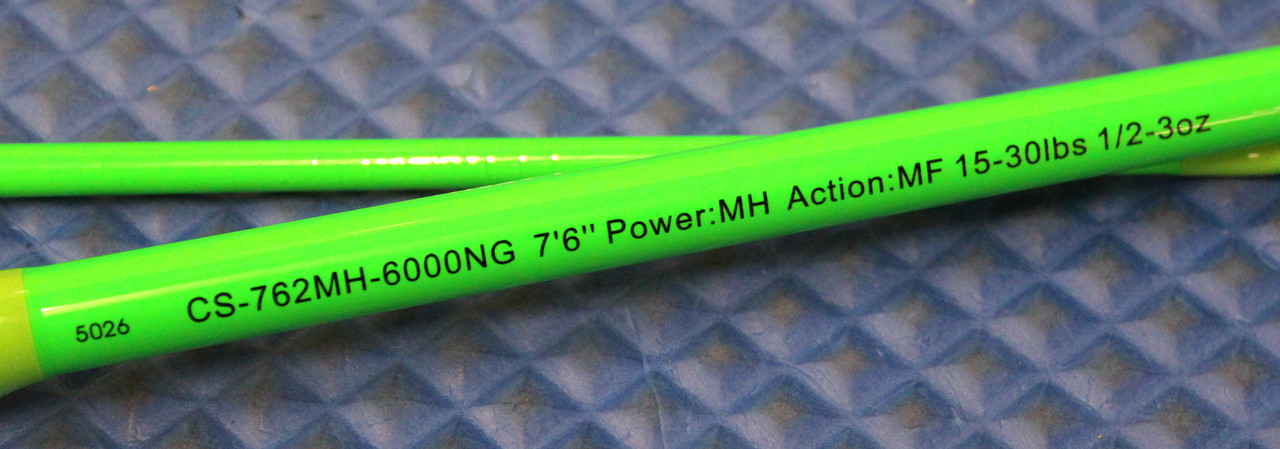 5026 CS-762MH-6000NG 7'6'' Power:MH Action:MF 15-30lbs 1/2-3oz